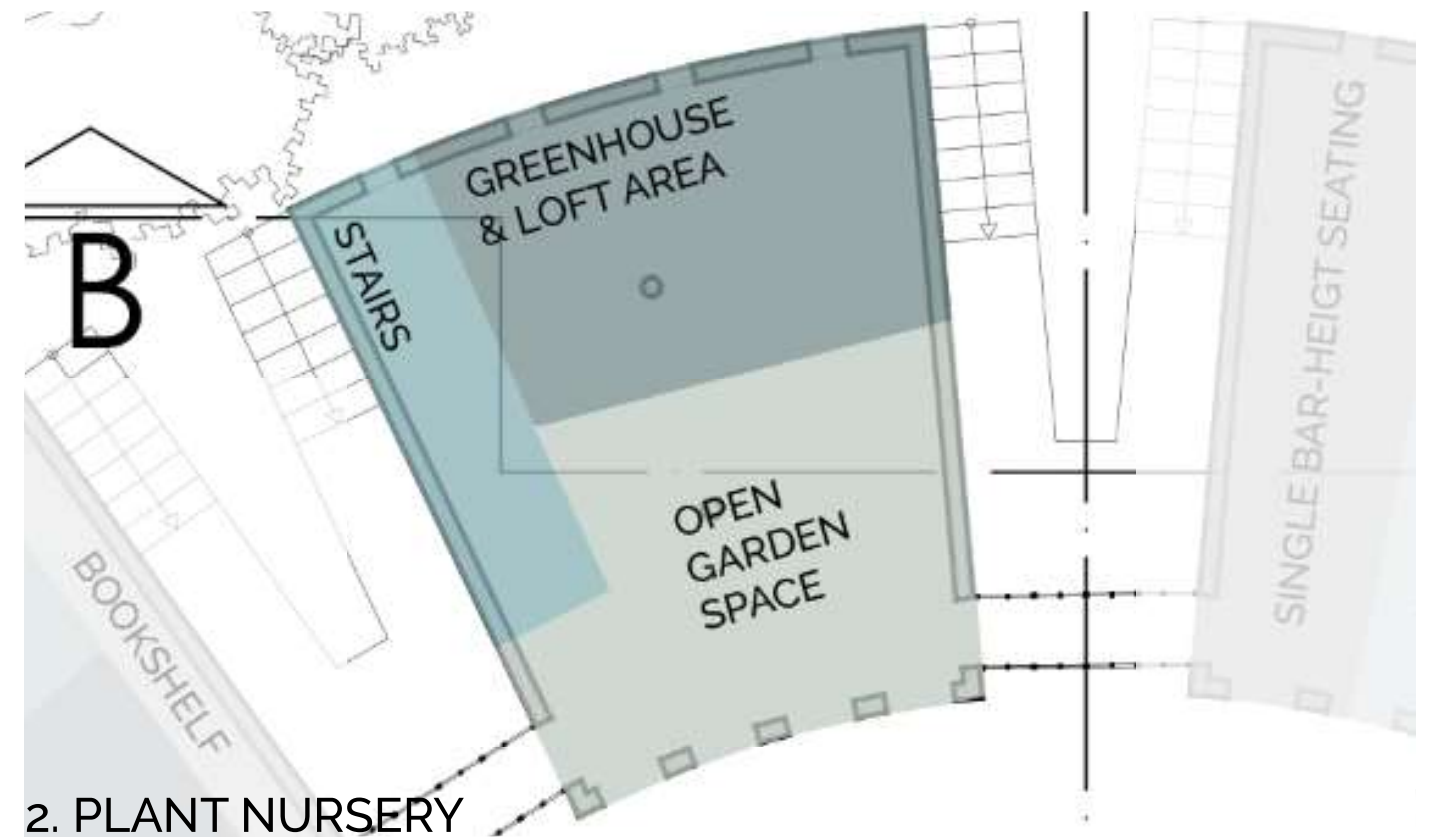 GREENHOUSE
& LOFT AREA
STAIRS
B
SINGLE BAR-HEIGT SEATING
OPEN
GARDEN
SPACE
BOOKSHELF
2. PLANT NURSERY